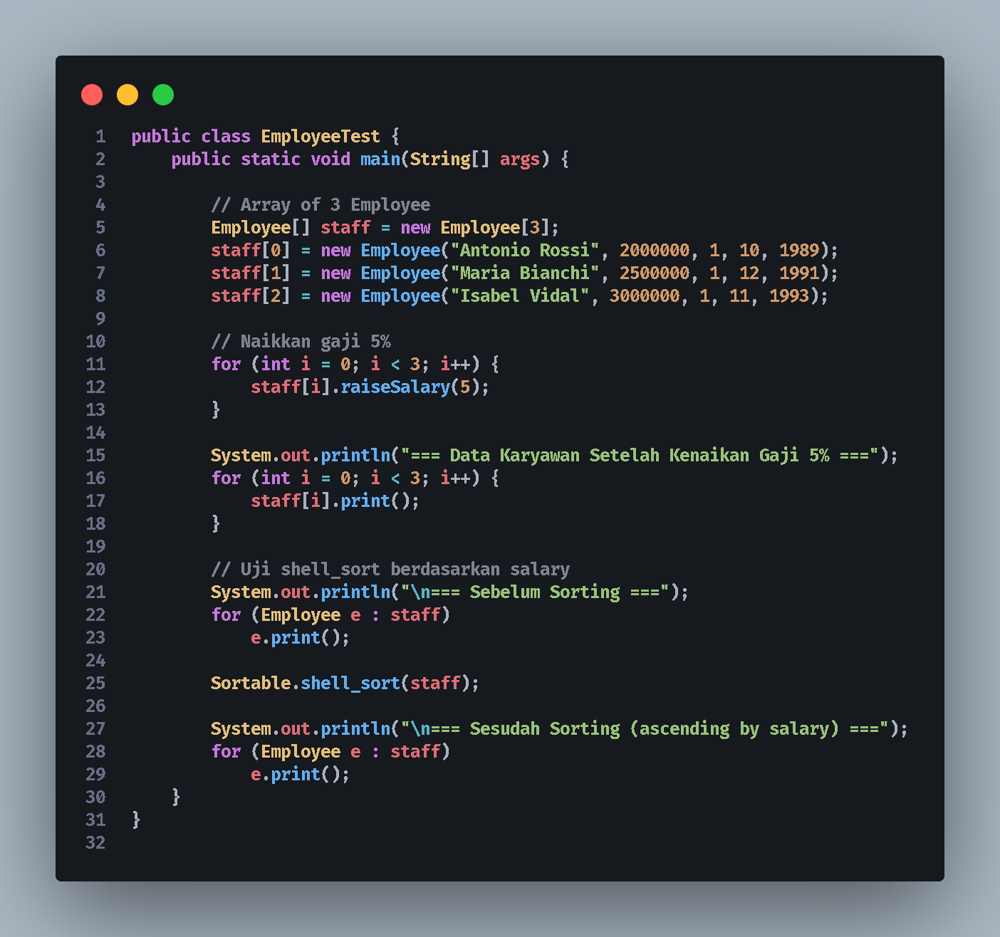 1 public class EmployeeTest {
2     public static void main(String[] args) {
3
4         // Array of 3 Employee
5         Employee[] staff = new Employee[3];
6         staff[0] = new Employee("Antonio Rossi", 2000000, 1, 10, 1989);
7         staff[1] = new Employee("Maria Bianchi", 2500000, 1, 12, 1991);
8         staff[2] = new Employee("Isabel Vidal", 3000000, 1, 11, 1993);
9
10         // Naikkan gaji 5%
11         for (int i = 0; i < 3; i++) {
12             staff[i].raiseSalary(5);
13         }
14
15         System.out.println("=== Data Karyawan Setelah Kenaikan Gaji 5% ===");
16         for (int i = 0; i < 3; i++) {
17             staff[i].print();
18         }
19
20         // Uji shell_sort berdasarkan salary
21         System.out.println("\n=== Sebelum Sorting ===");
22         for (Employee e : staff)
23             e.print();
24
25         Sortable.shell_sort(staff);
26
27         System.out.println("\n=== Sesudah Sorting (ascending by salary) ===");
28         for (Employee e : staff)
29             e.print();
30     }
31 }
32